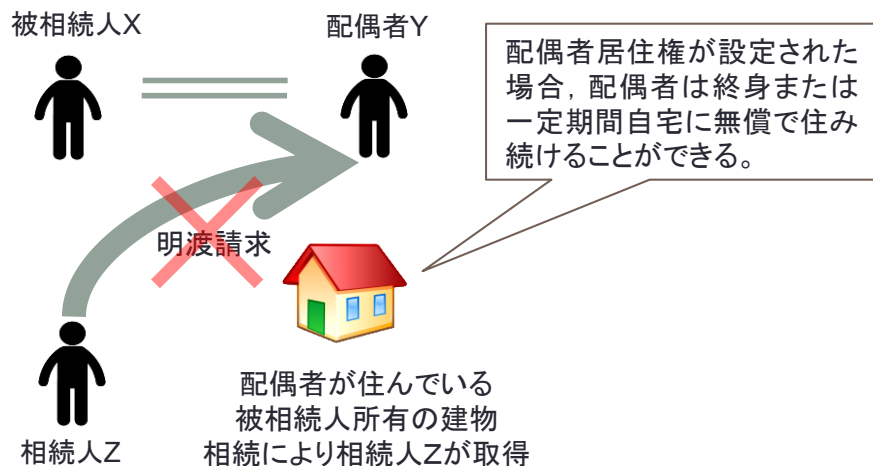 被相続人X
配偶者Y
配偶者居住権が設定された
場合，配偶者は終身または
一定期間自宅に無償で住み
続けることができる。
明渡請求
相続人Z
配偶者が住んでいる
被相続人所有の建物
相続により相続人Zが取得